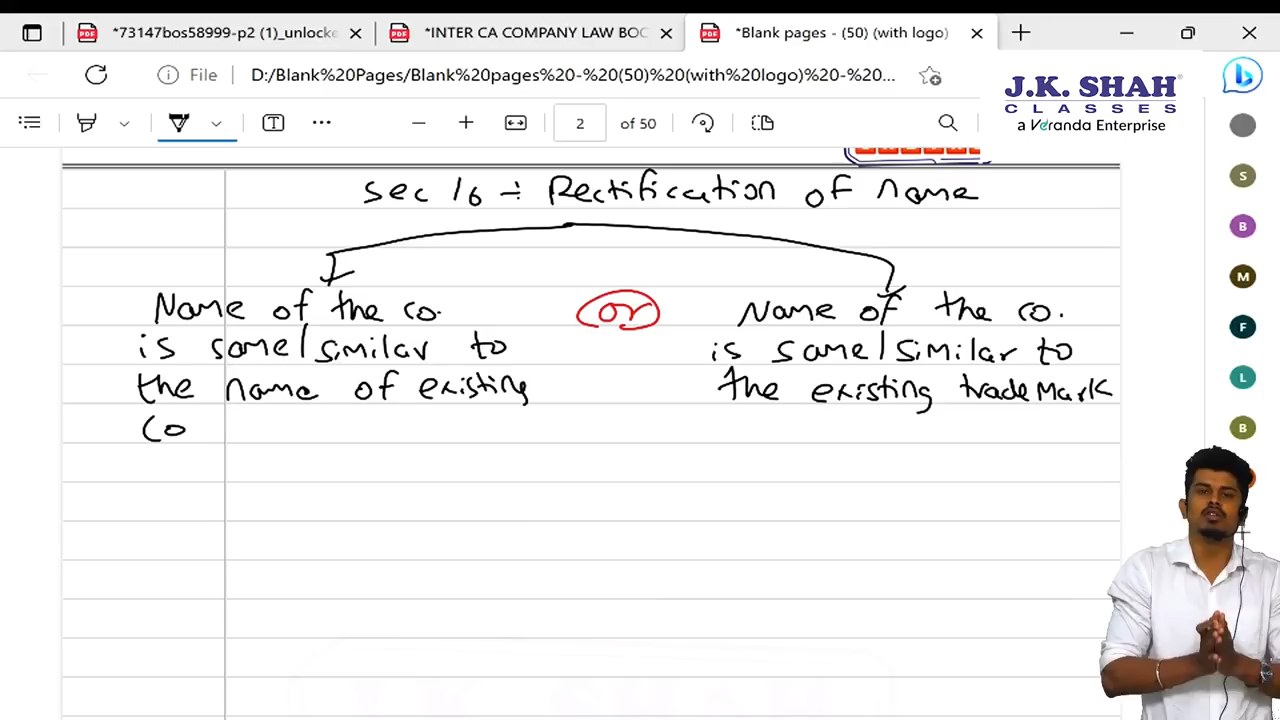 *73147bos58999-p2 (1)_unlocke
*INTER CA COMPANY LAW BOC
*Blank pages - (50) (with logo)
File
D:/Blank%20Pages/Blank%20pages%20-%20(50)%20(with%20logo)%20-%20...
J.K. SHAH
CLASSES
a Veranda Enterprise
2 of 50
sec 16 ÷ Rectification of name
Name of the co.
is same/similar to
the name of existing
Co
or
Name of the co.
is same/similar to
the existing tradeMark
S
B
M
F
L
B